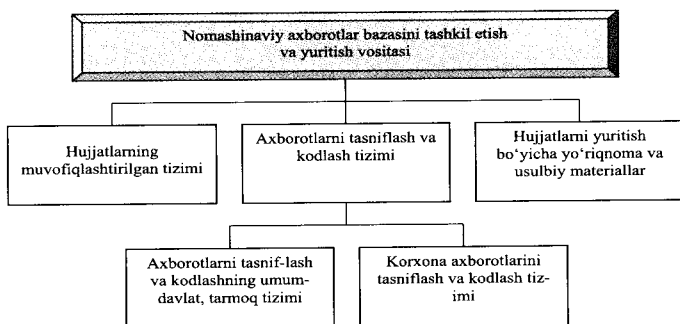 Nomashinaviy axborotlar bazasini tashkil etish
va yuritish vositasi
Hujjatlarning
muvofiqlashtirilgan tizimi
Axborotlarni tasniflash va
kodlash tizimi
Hujjatlarni yuritish
bo‘yicha yo‘riqnoma va
usulbiy materiallar
Axborotlarni tasnif-lash
va kodlashning umum-
davlat, tarmoq tizimi
Korxona axborotlarini
tasniflash va kodlash tiz-
imi